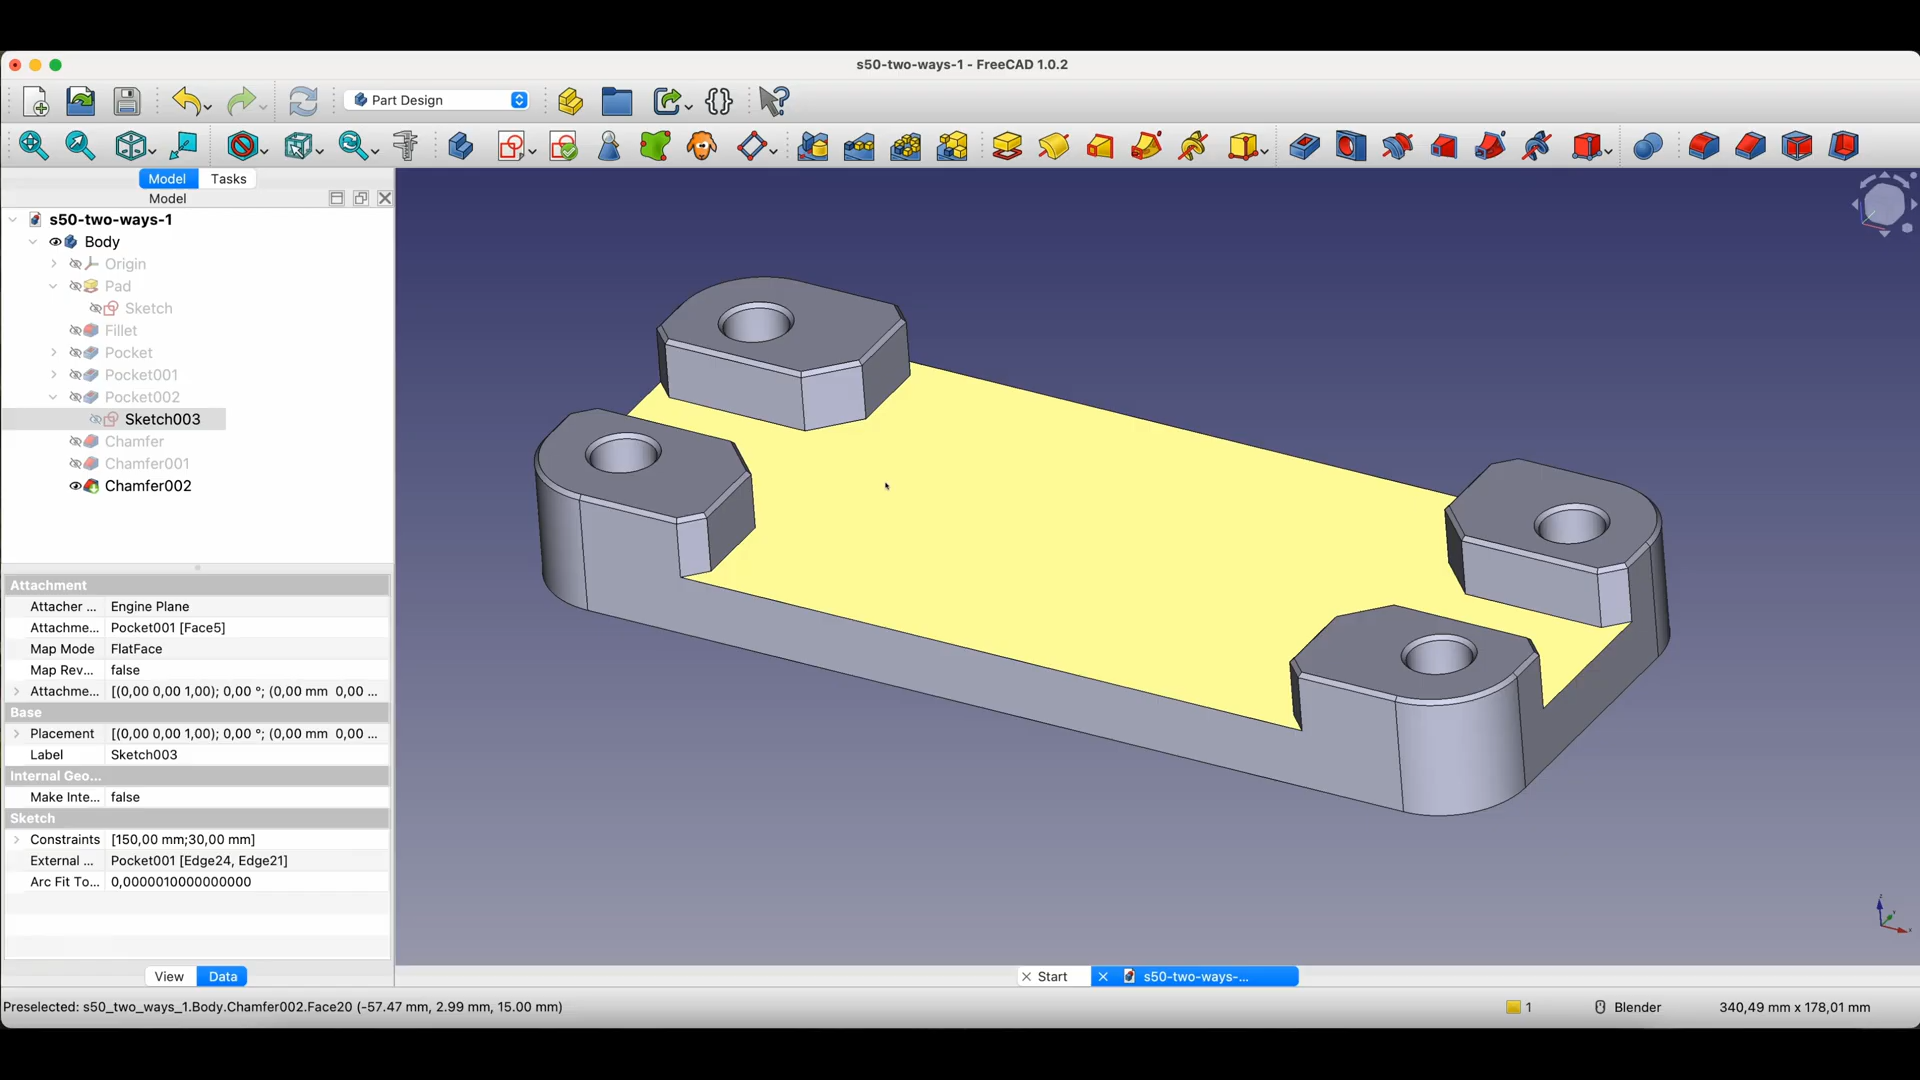 s50-two-ways-1 - FreeCAD 1.0.2
Part Design
Model Tasks
Model
s50-two-ways-1
Body
Origin
Pad
Sketch
Fillet
Pocket
Pocket001
Pocket002
Sketch003
Chamfer
Chamfer001
Chamfer002
Attachment
Attacher ... Engine Plane
Attachme... Pocket001 [Face5]
Map Mode FlatFace
Map Rev... false
Attachme... [(0,00 0,00 1,00); 0,00 °; (0,00 mm 0,00 ...
Base
Placement [(0,00 0,00 1,00); 0,00 °; (0,00 mm 0,00 ...
Label Sketch003
Internal Geo...
Make Inte... false
Sketch
Constraints [150,00 mm;30,00 mm]
External ... Pocket001 [Edge24, Edge21]
Arc Fit To... 0,0000010000000000
View Data
Start s50-two-ways-...
Preselected: s50_two_ways_1.Body.Chamfer002.Face20 (-57.47 mm, 2.99 mm, 15.00 mm)
1 Blender 340,49 mm x 178,01 mm